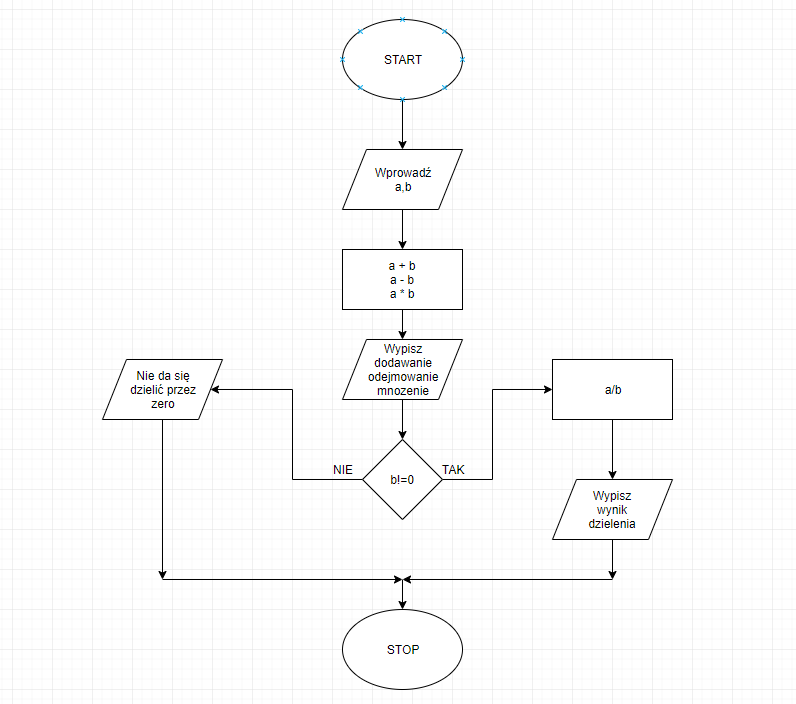 START
Wprowadź
a,b
a + b
a - b
a * b
Wypisz
dodawanie
odejmowanie
mnozenie
Nie da się
dzielić przez
zero
a/b
NIE
TAK
b!=0
Wypisz
wynik
dzielenia
STOP